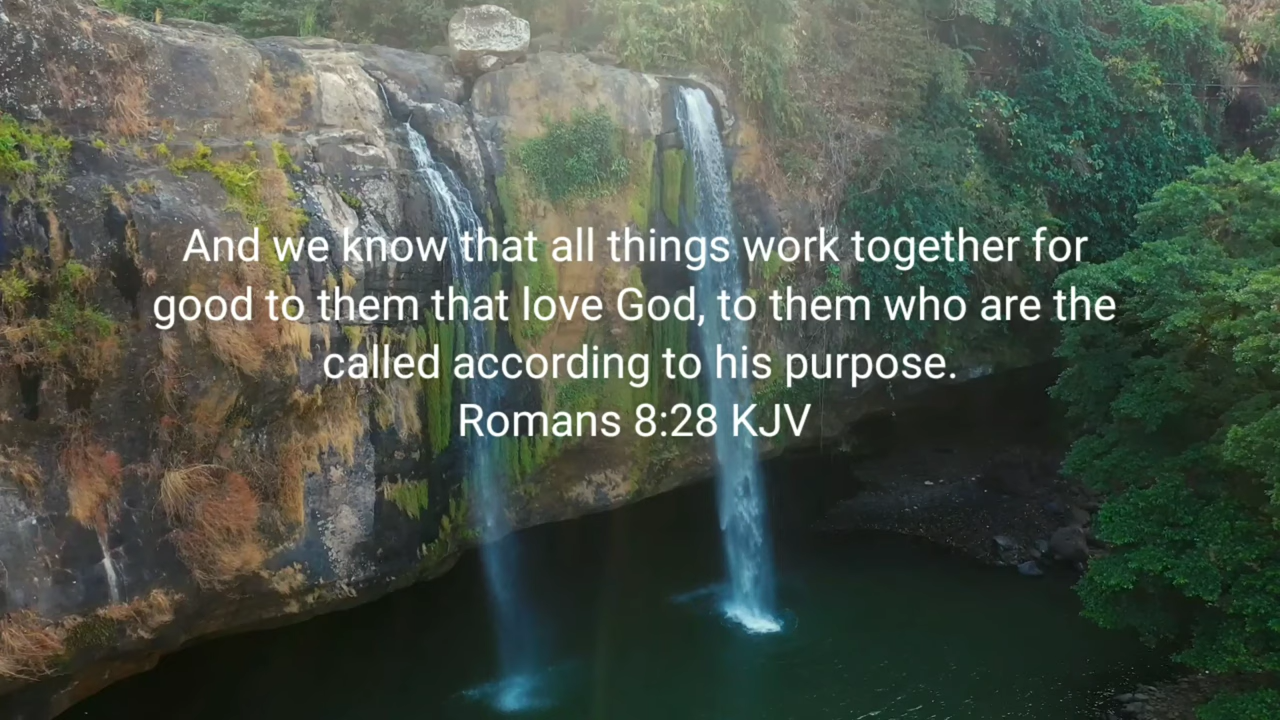 And we know that all things work together for
good to them that love God, to them who are the
called according to his purpose.
Romans 8:28 KJV